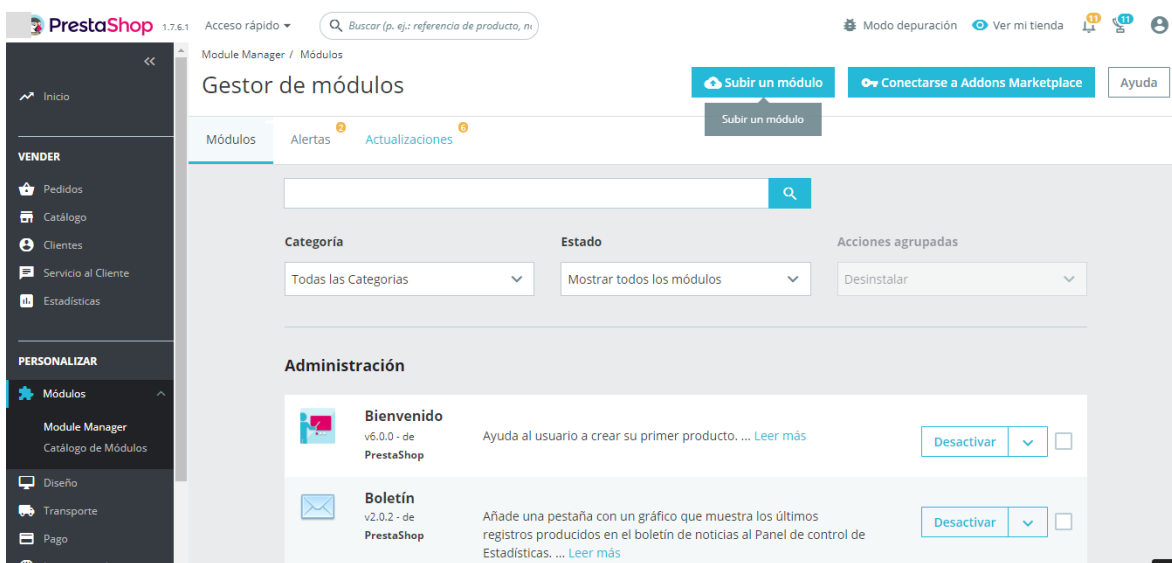 PrestaShop 1.7.6.1 Acceso rápido Buscar (p. ej.: referencia de producto, n Modo depuración Ver mi tienda 11 11
Module Manager / Módulos
Gestor de módulos
Subir un módulo Conectarse a Addons Marketplace Ayuda
Subir un módulo
Inicio
VENDER
Pedidos
Catálogo
Clientes
Servicio al Cliente
Estadísticas
PERSONALIZAR
Módulos
Module Manager
Catálogo de Módulos
Diseño
Transporte
Pago
Módulos Alertas 2 Actualizaciones 6
Categoría Estado Acciones agrupadas
Todas las Categorias Mostrar todos los módulos Desinstalar
Administración
Bienvenido
v6.0.0 - de
PrestaShop
Ayuda al usuario a crear su primer producto. ... Leer más
Desactivar
Boletín
v2.0.2 - de
PrestaShop
Añade una pestaña con un gráfico que muestra los últimos
registros producidos en el boletín de noticias al Panel de control de
Estadísticas. ... Leer más
Desactivar